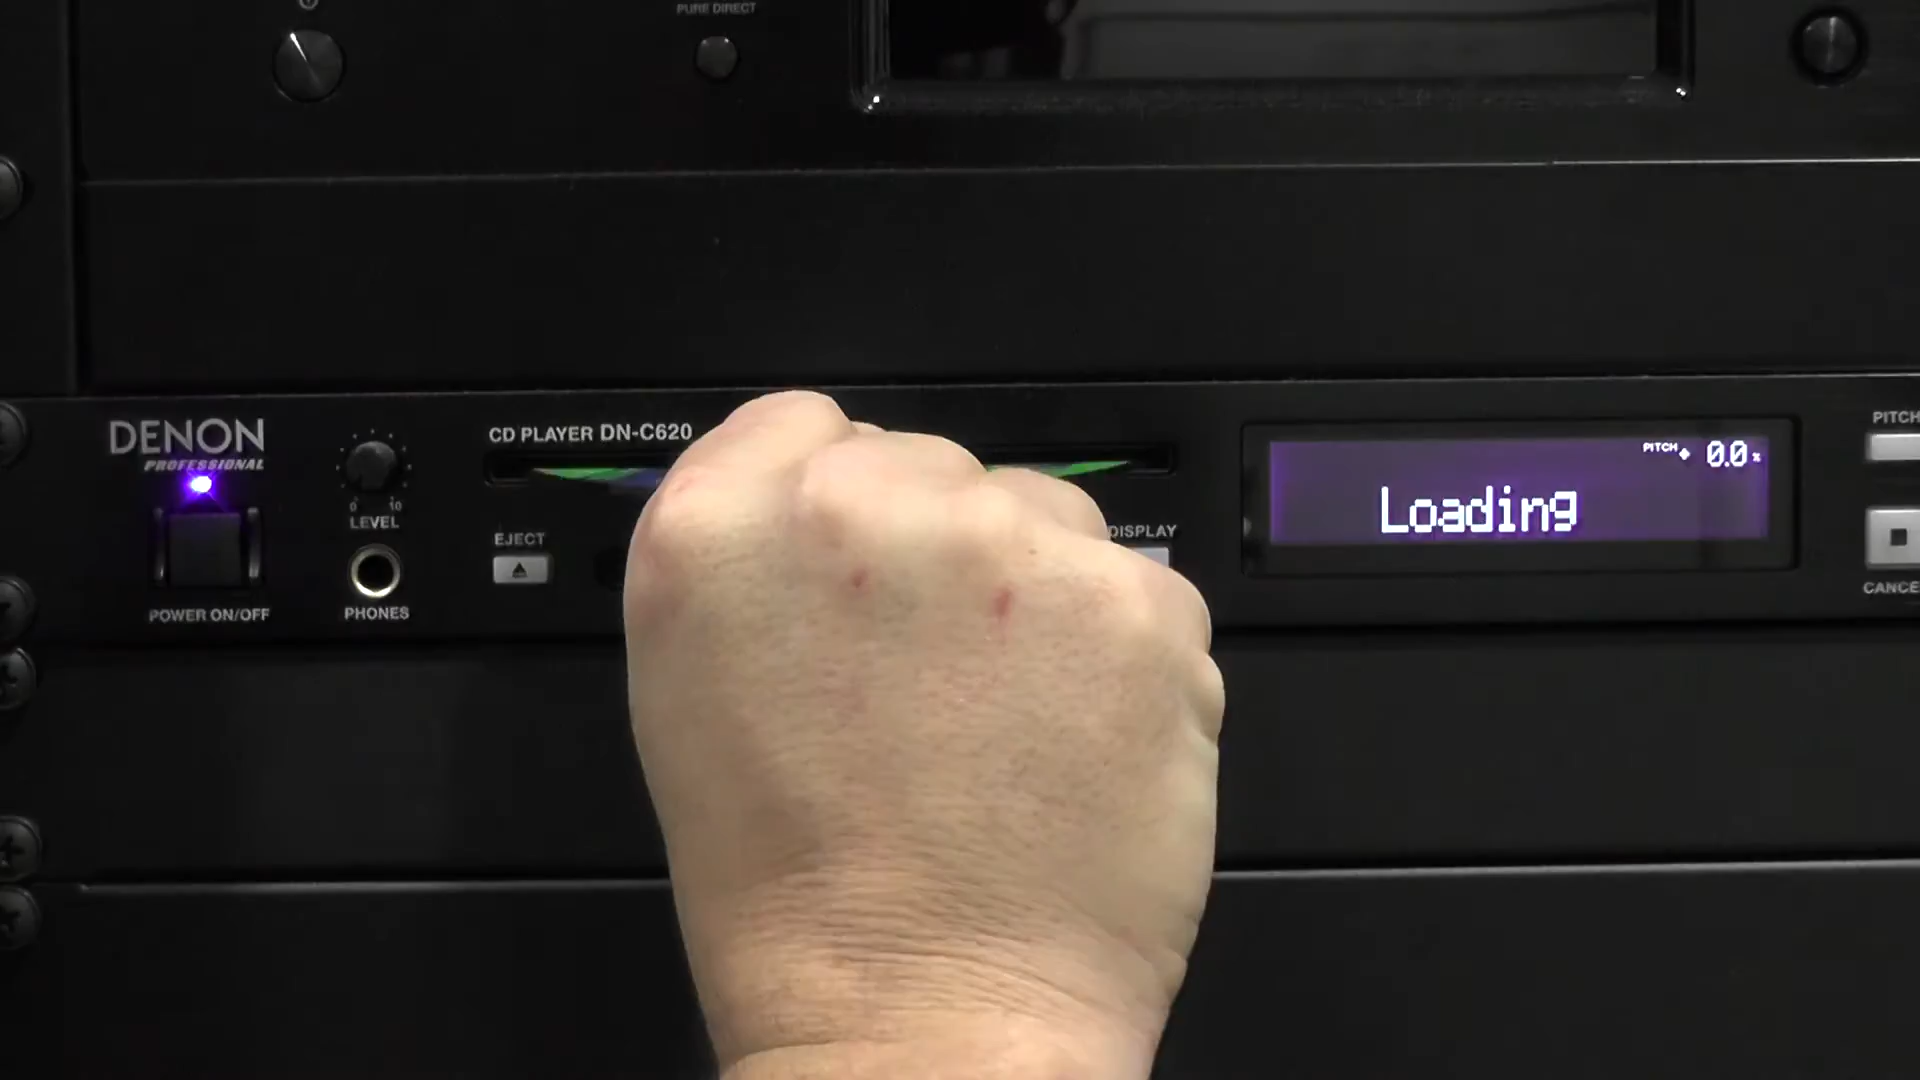 PURE DIRECT
DENON
PROFESSIONAL
CD PLAYER DN-C620
PITCH
0.0 %
Loading
PITCH
0 10
LEVEL
EJECT
DISPLAY
POWER ON/OFF
PHONES
CANCE